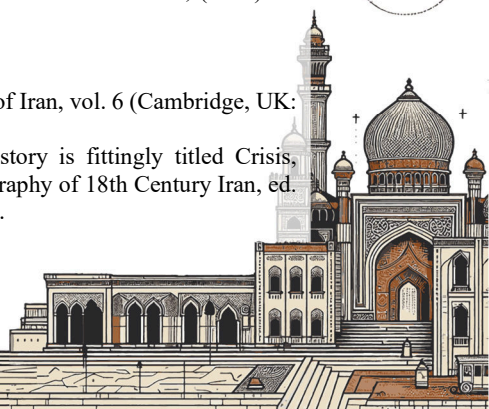 of Iran, vol. 6 (Cambridge, UK:
story is fittingly titled Crisis,
raphy of 18th Century Iran, ed.